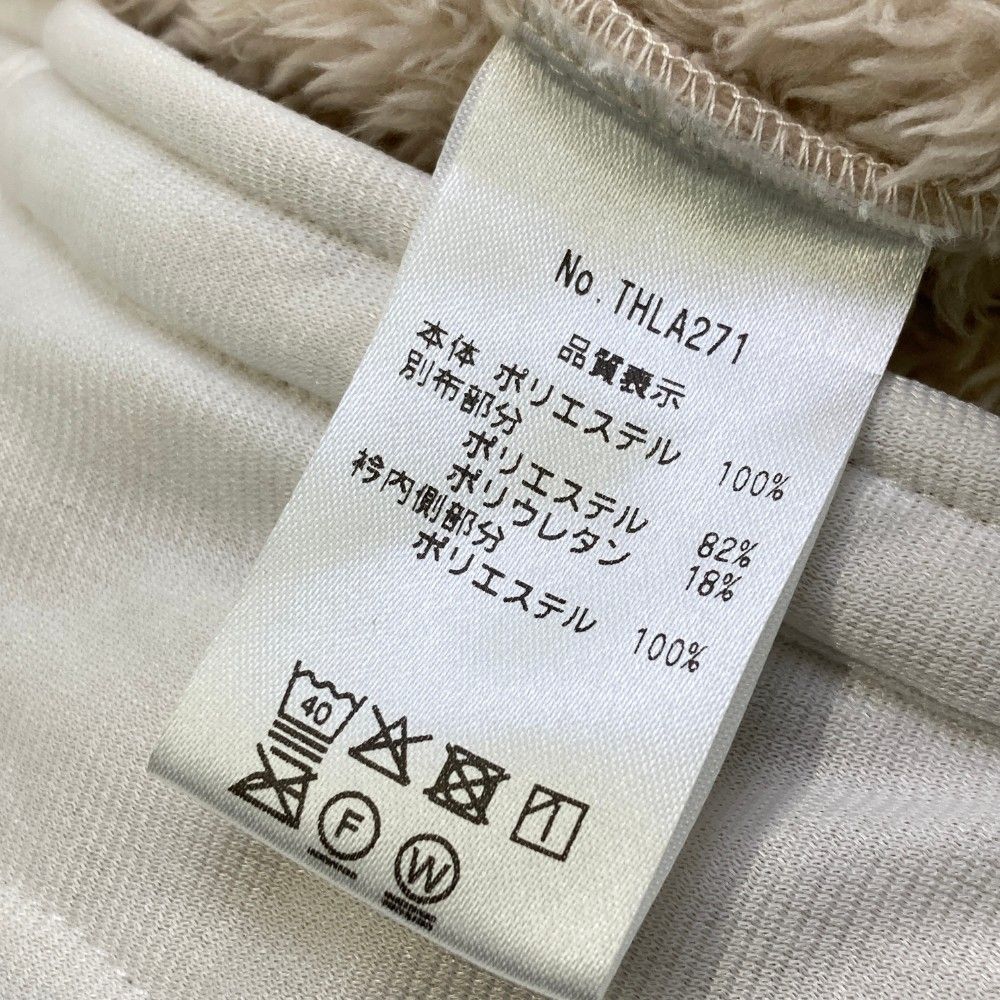 No. THLA271
品質表示
本体 ポリエステル 100%
別布部分
ポリエステル 82%
ポリウレタン 18%
衿内側部分
ポリエステル 100%
40
F
W